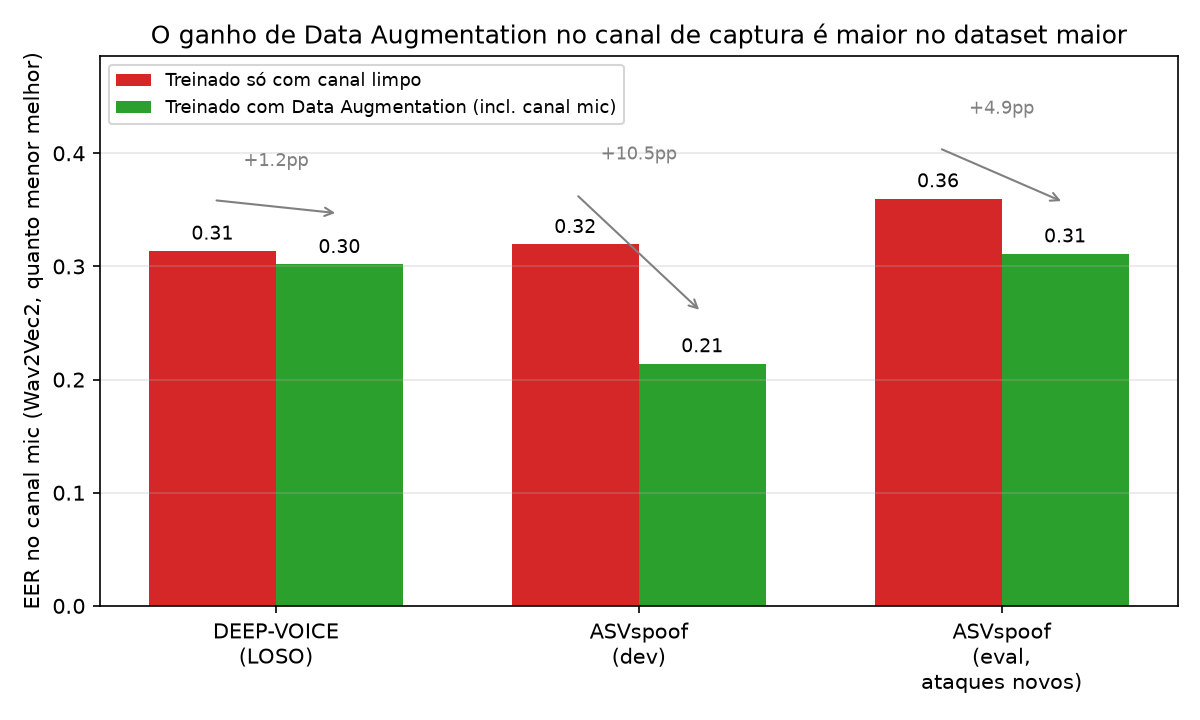 O ganho de Data Augmentation no canal de captura é maior no dataset maior
Treinado só com canal limpo
Treinado com Data Augmentation (incl. canal mic)
EER no canal mic (Wav2Vec2, quanto menor melhor)
0.4
0.3
0.2
0.1
0.0
+1.2pp
+10.5pp
+4.9pp
0.31
0.30
0.32
0.21
0.36
0.31
DEEP-VOICE
(LOSO)
ASVspoof
(dev)
ASVspoof
(eval,
ataques novos)